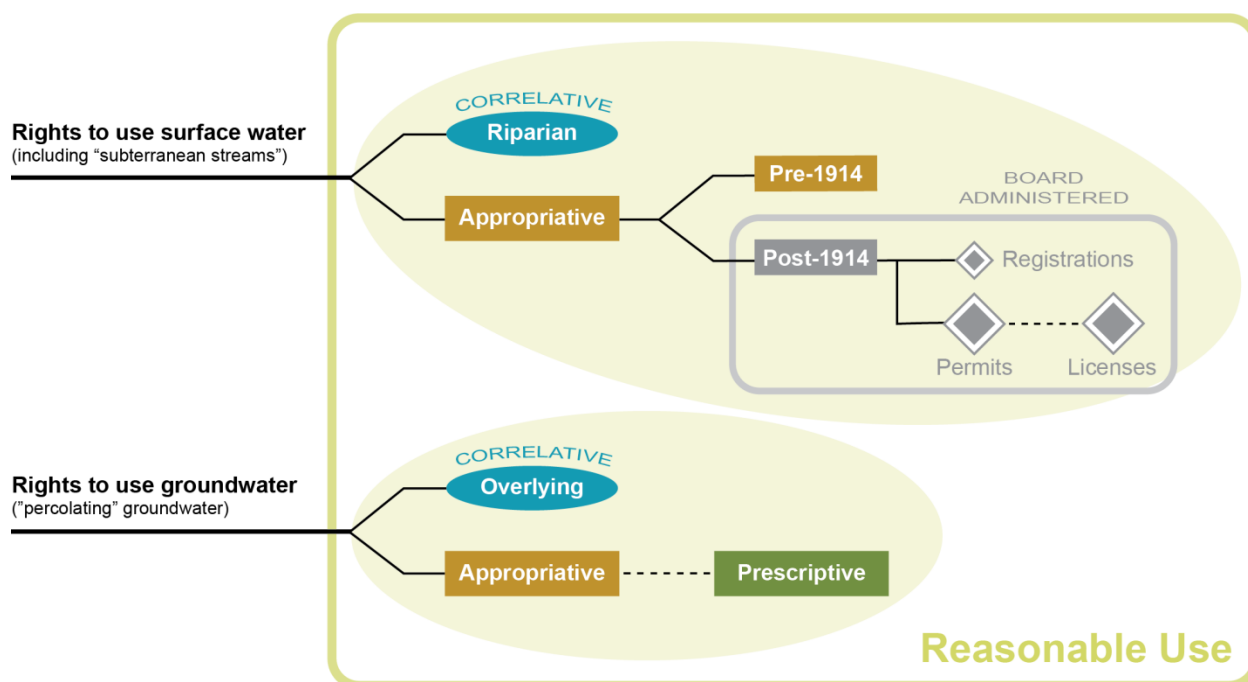 Rights to use surface water
(including “subterranean streams”)
CORRELATIVE
Riparian
Appropriative
Pre-1914
BOARD
ADMINISTERED
Post-1914
Registrations
Permits
Licenses
Rights to use groundwater
(”percolating” groundwater)
CORRELATIVE
Overlying
Appropriative
Prescriptive
Reasonable Use